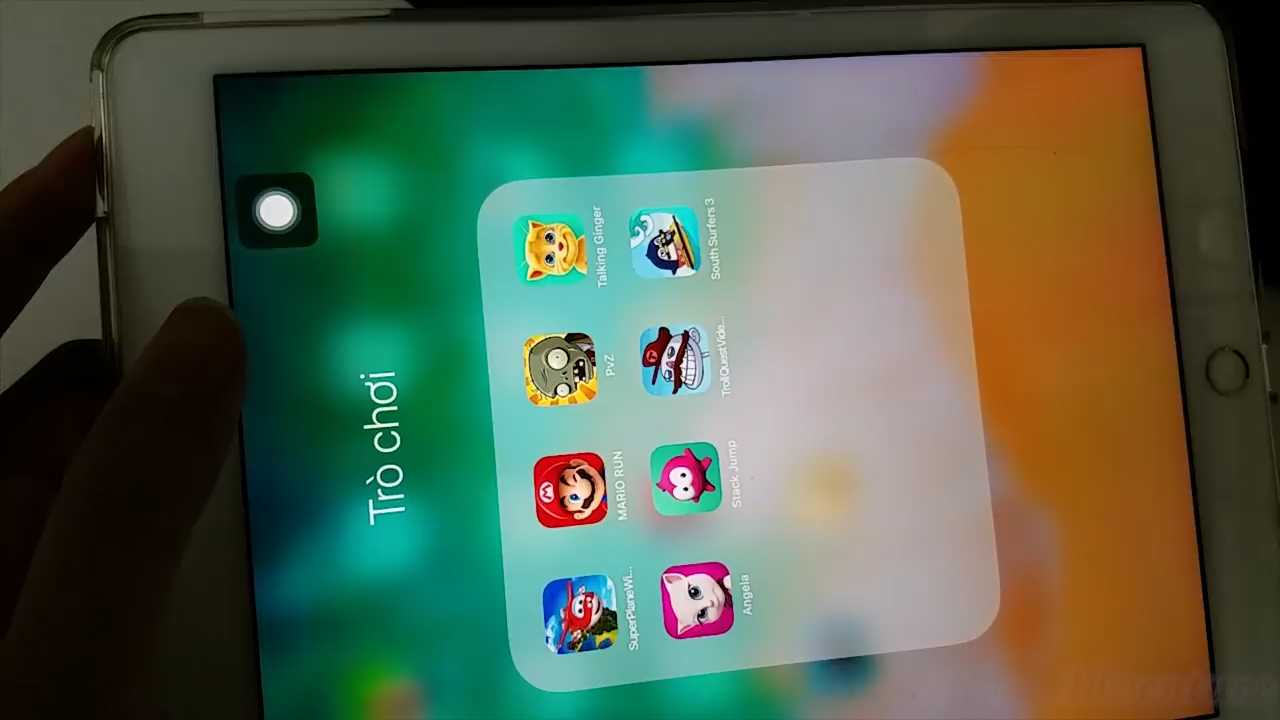 Trò chơi
SuperPlaneWi...
MARIO RUN
PvZ
Talking Ginger
Angela
Stack Jump
TrollQuestVide...
South Surfers 3